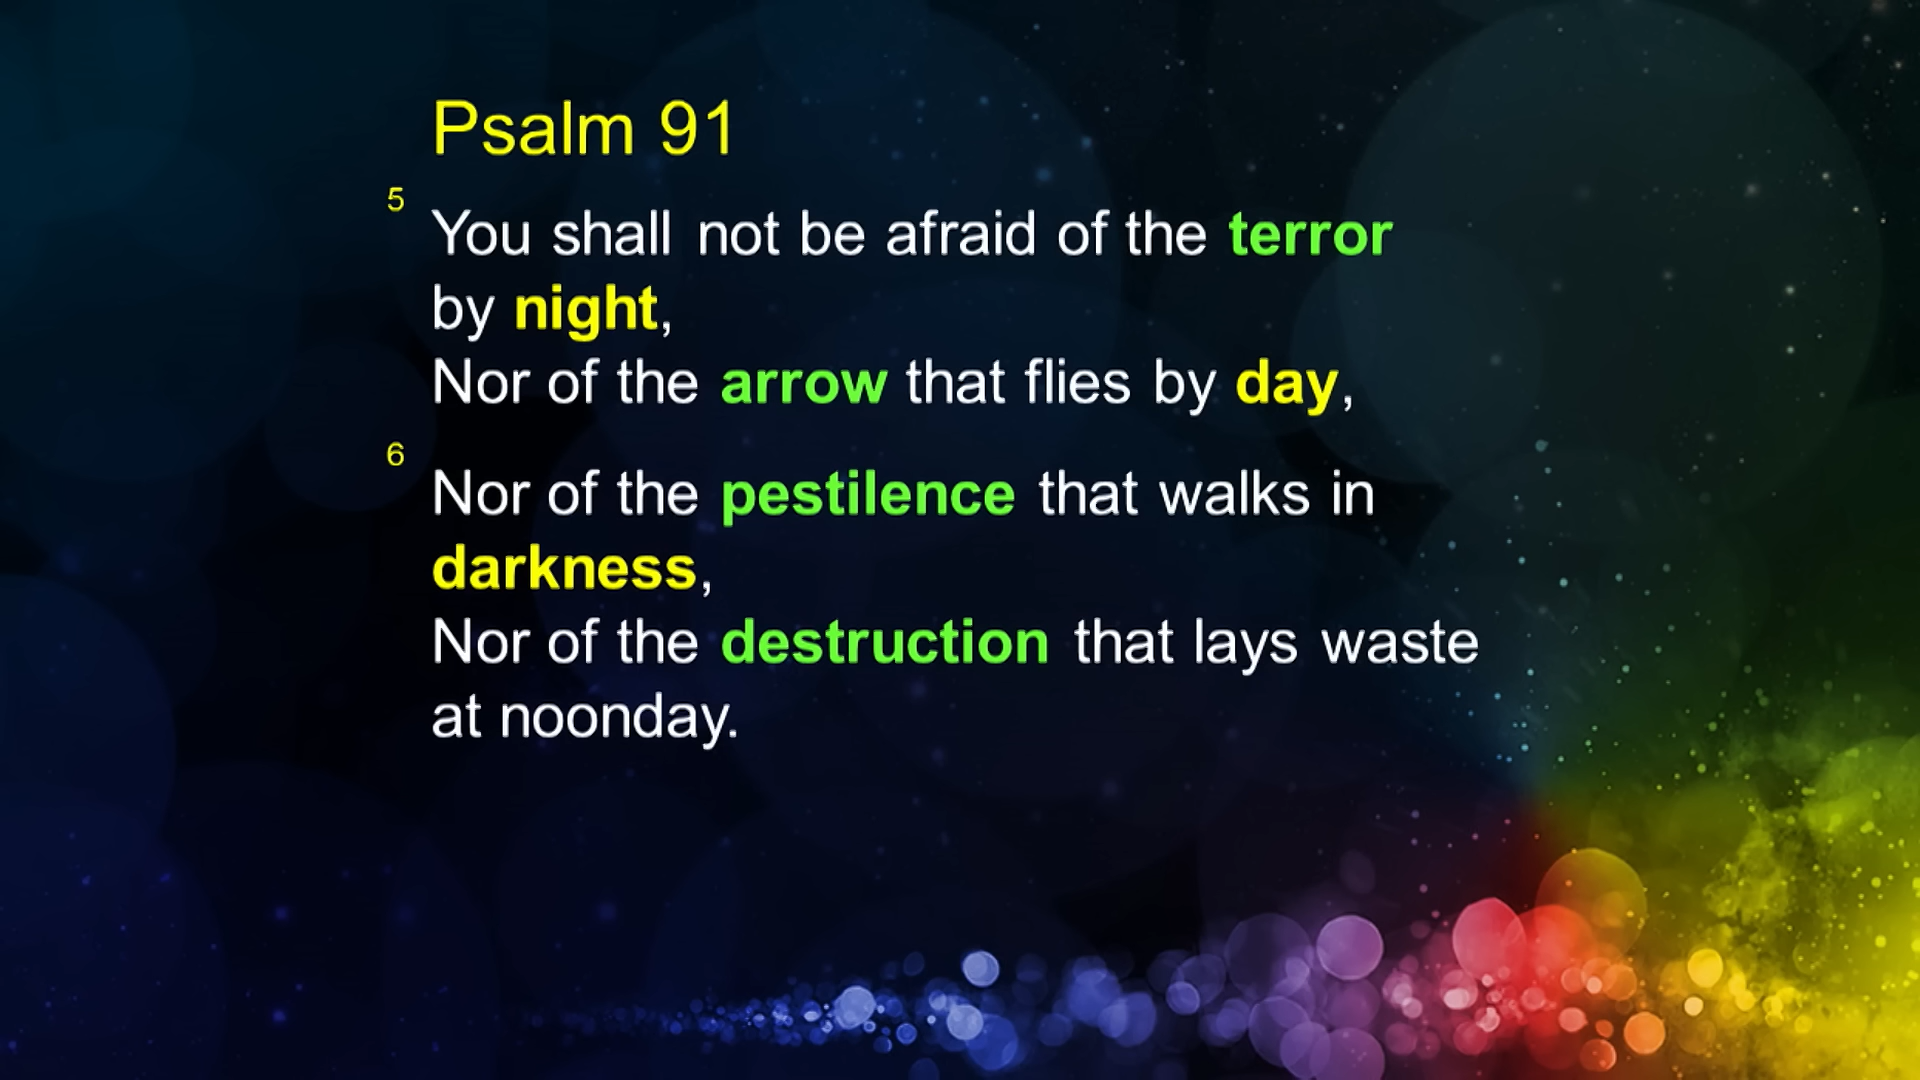 Psalm 91
5 You shall not be afraid of the terror
by night,
Nor of the arrow that flies by day,
6 Nor of the pestilence that walks in
darkness,
Nor of the destruction that lays waste
at noonday.